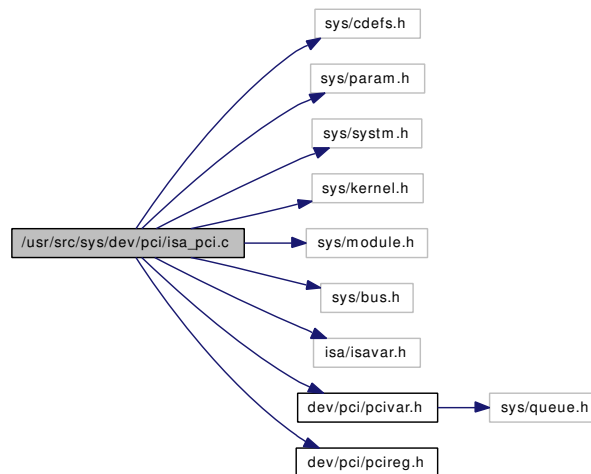 sys/cdefs.h
sys/param.h
sys/systm.h
sys/kernel.h
/usr/src/sys/dev/pci/isa_pci.c
sys/module.h
sys/bus.h
isa/isavar.h
dev/pci/pcivar.h
sys/queue.h
dev/pci/pcireg.h